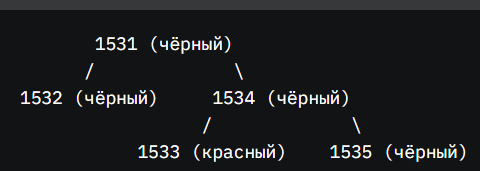 1531 (чёрный)
/ \
1532 (чёрный) 1534 (чёрный)
/ \
1533 (красный) 1535 (чёрный)